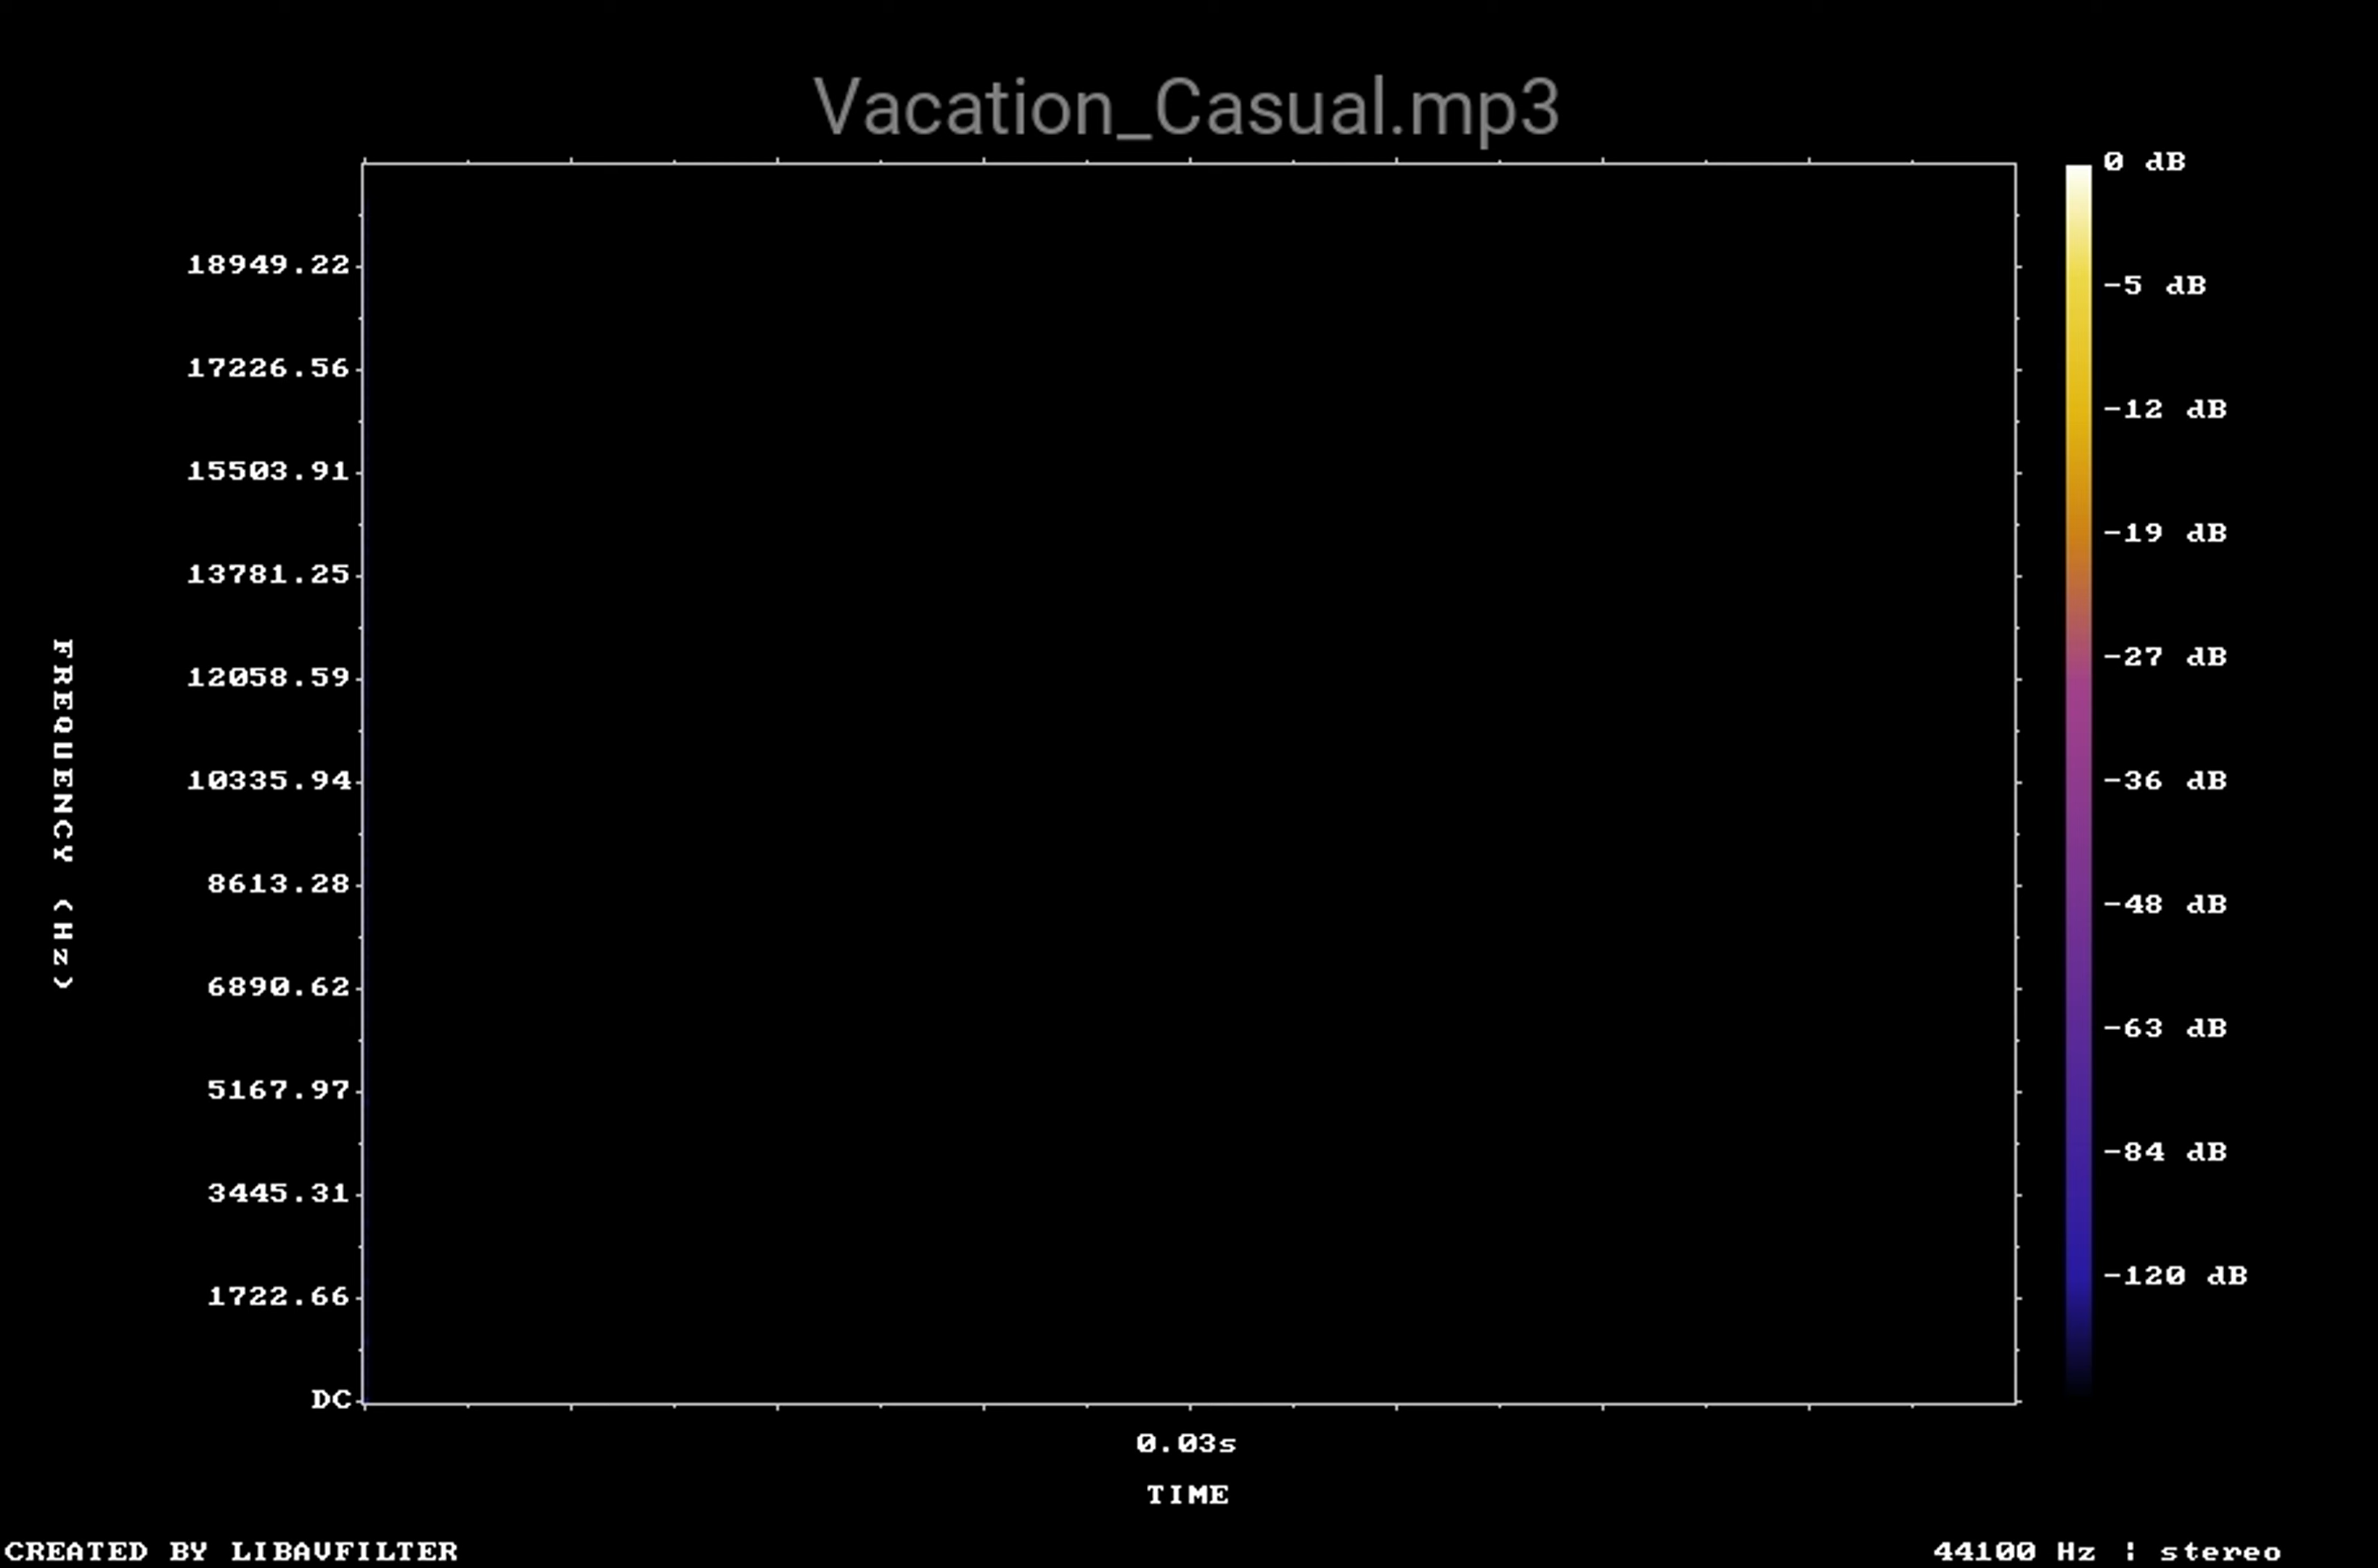 Vacation_Casual.mp3
0 dB
18949.22
-5 dB
17226.56
-12 dB
15503.91
-19 dB
13781.25
-27 dB
12058.59
FREQUENCY (Hz)
10335.94
-36 dB
8613.28
-48 dB
6890.62
-63 dB
5167.97
-84 dB
3445.31
-120 dB
1722.66
DC
0.03s
TIME
CREATED BY LIBAVFILTER
44100 Hz | stereo